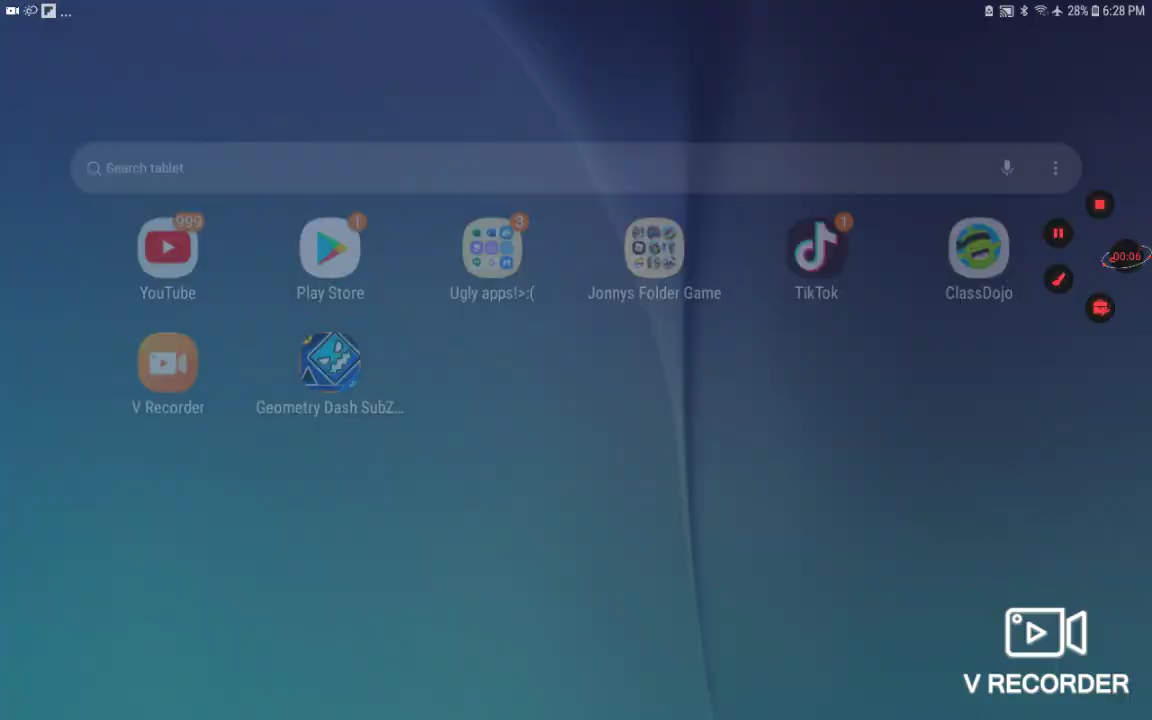 ...
28% 6:28 PM
Search tablet
999
1
3
1
YouTube
Play Store
Ugly apps!>:(
Jonnys Folder Game
TikTok
ClassDojo
00:06
V Recorder
Geometry Dash SubZ...
V RECORDER